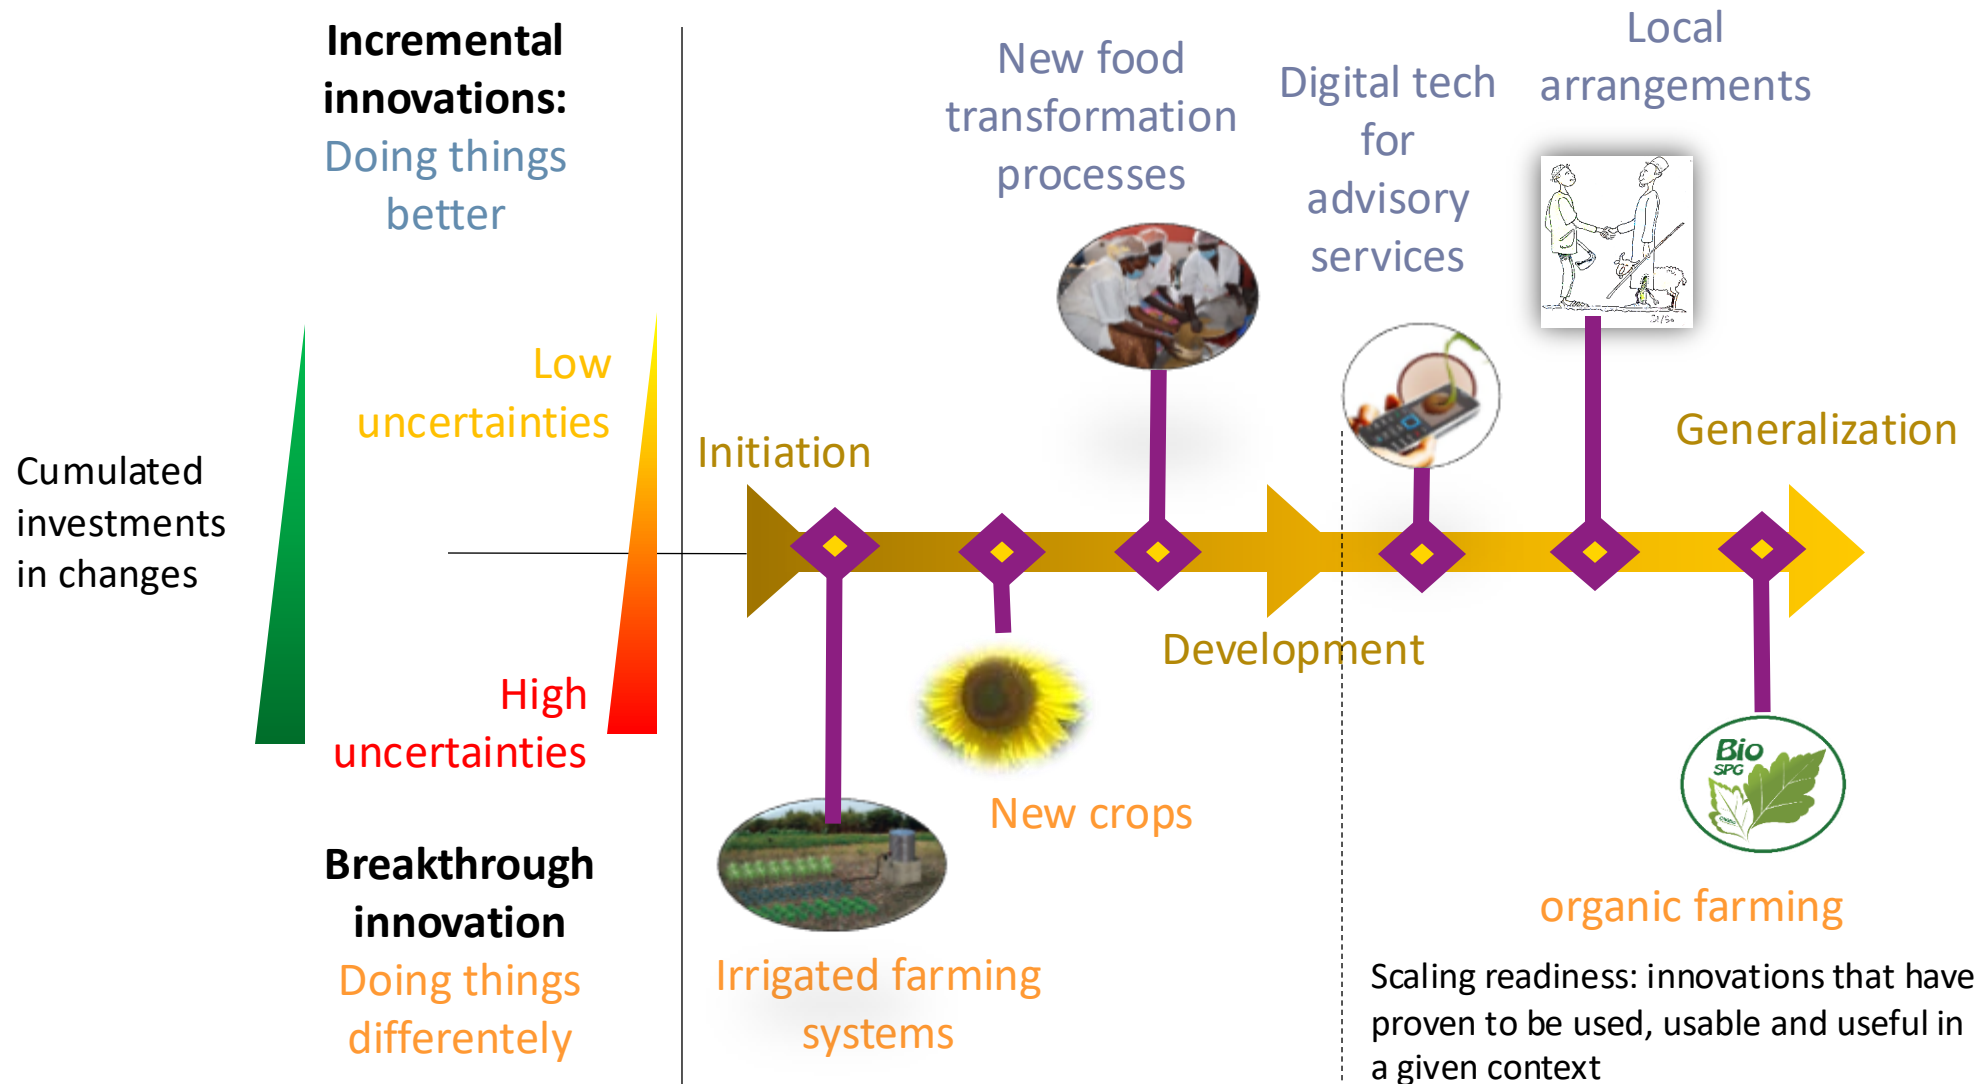 Incremental
innovations:
Doing things
better
Low
uncertainties
Cumulated
investments
in changes
High
uncertainties
Breakthrough
innovation
Doing things
differentely
New food
transformation
processes
Digital tech
for
advisory
services
Local
arrangements
Initiation
Generalization
Development
New crops
Bio
SPG
organic farming
Irrigated farming
systems
Scaling readiness: innovations that have
proven to be used, usable and useful in
a given context